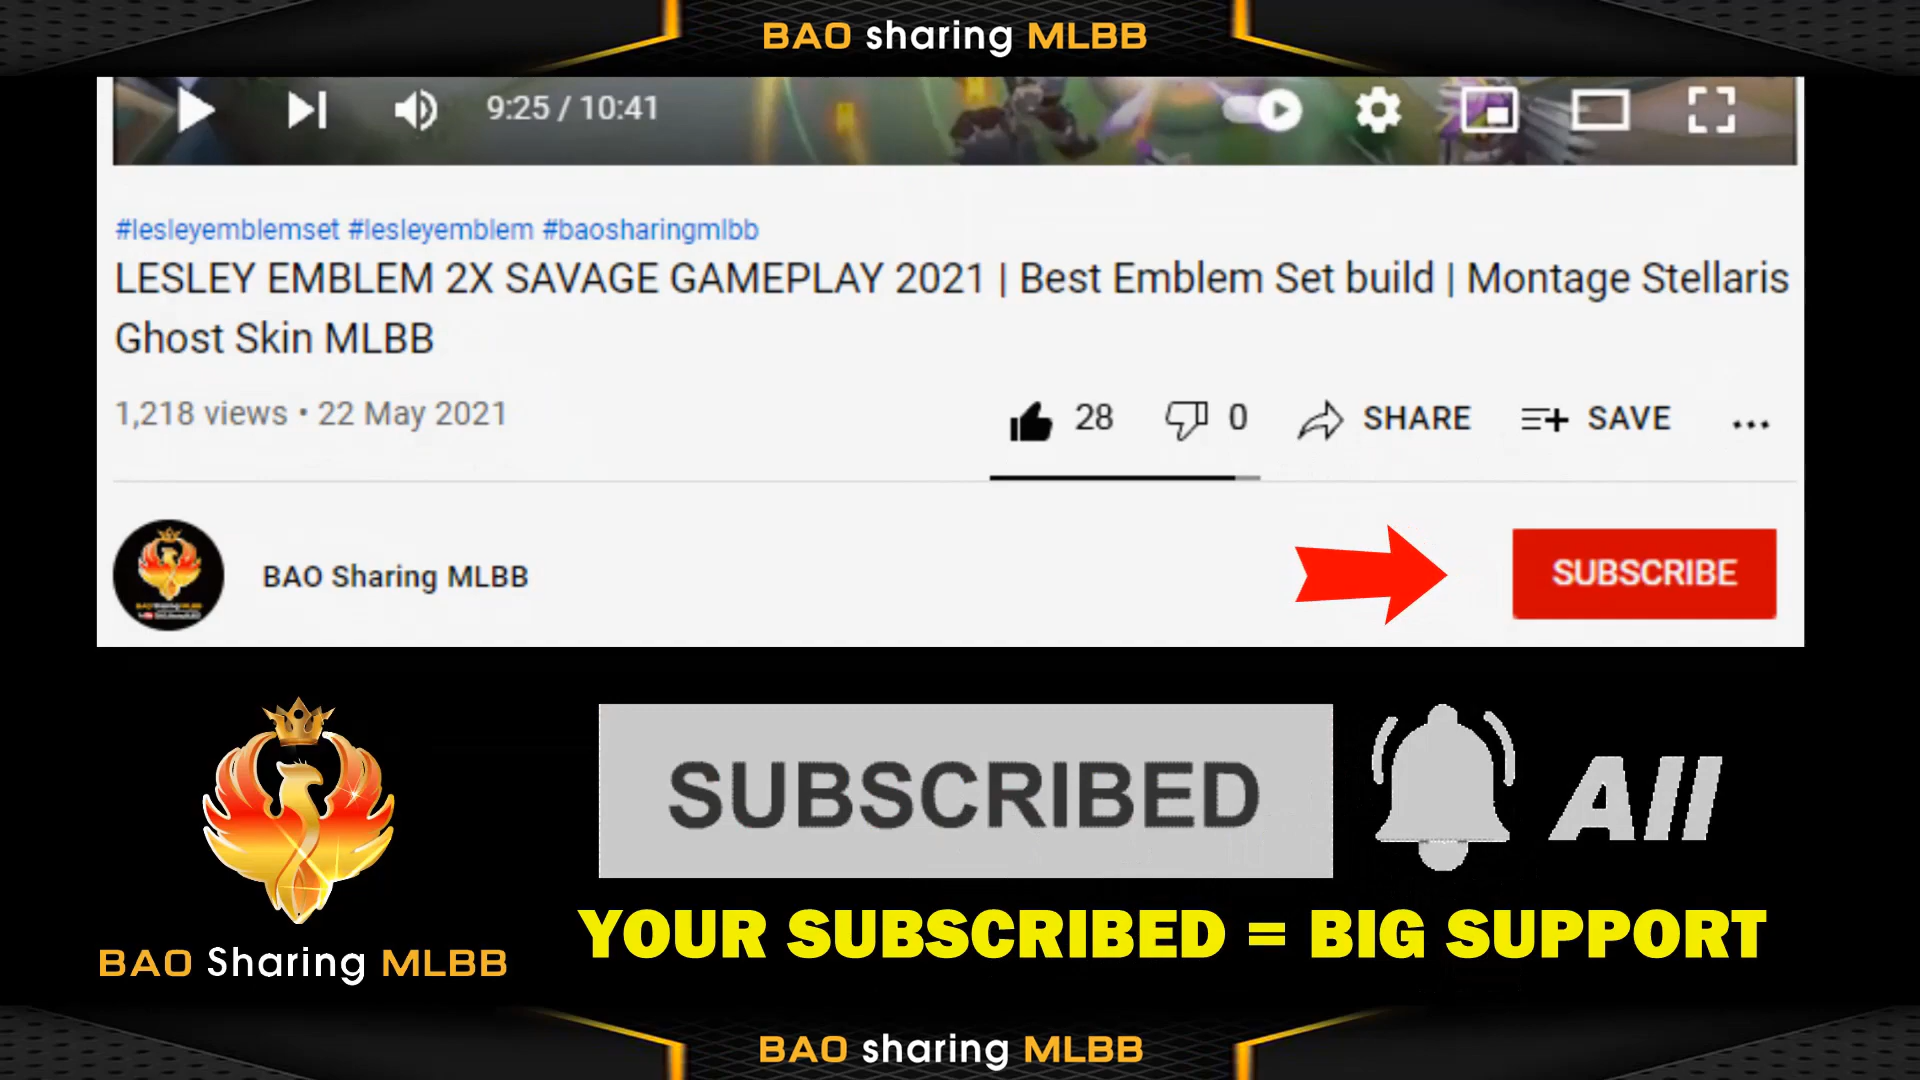 BAO sharing MLBB
9:25 / 10:41
#lesleyemblemset #lesleyemblem #baosharingmlbb
LESLEY EMBLEM 2X SAVAGE GAMEPLAY 2021 | Best Emblem Set build | Montage Stellaris
Ghost Skin MLBB
1,218 views • 22 May 2021
28 0 SHARE SAVE ...
BAO Sharing MLBB
SUBSCRIBE
SUBSCRIBED
All
YOUR SUBSCRIBED = BIG SUPPORT
BAO Sharing MLBB
BAO sharing MLBB